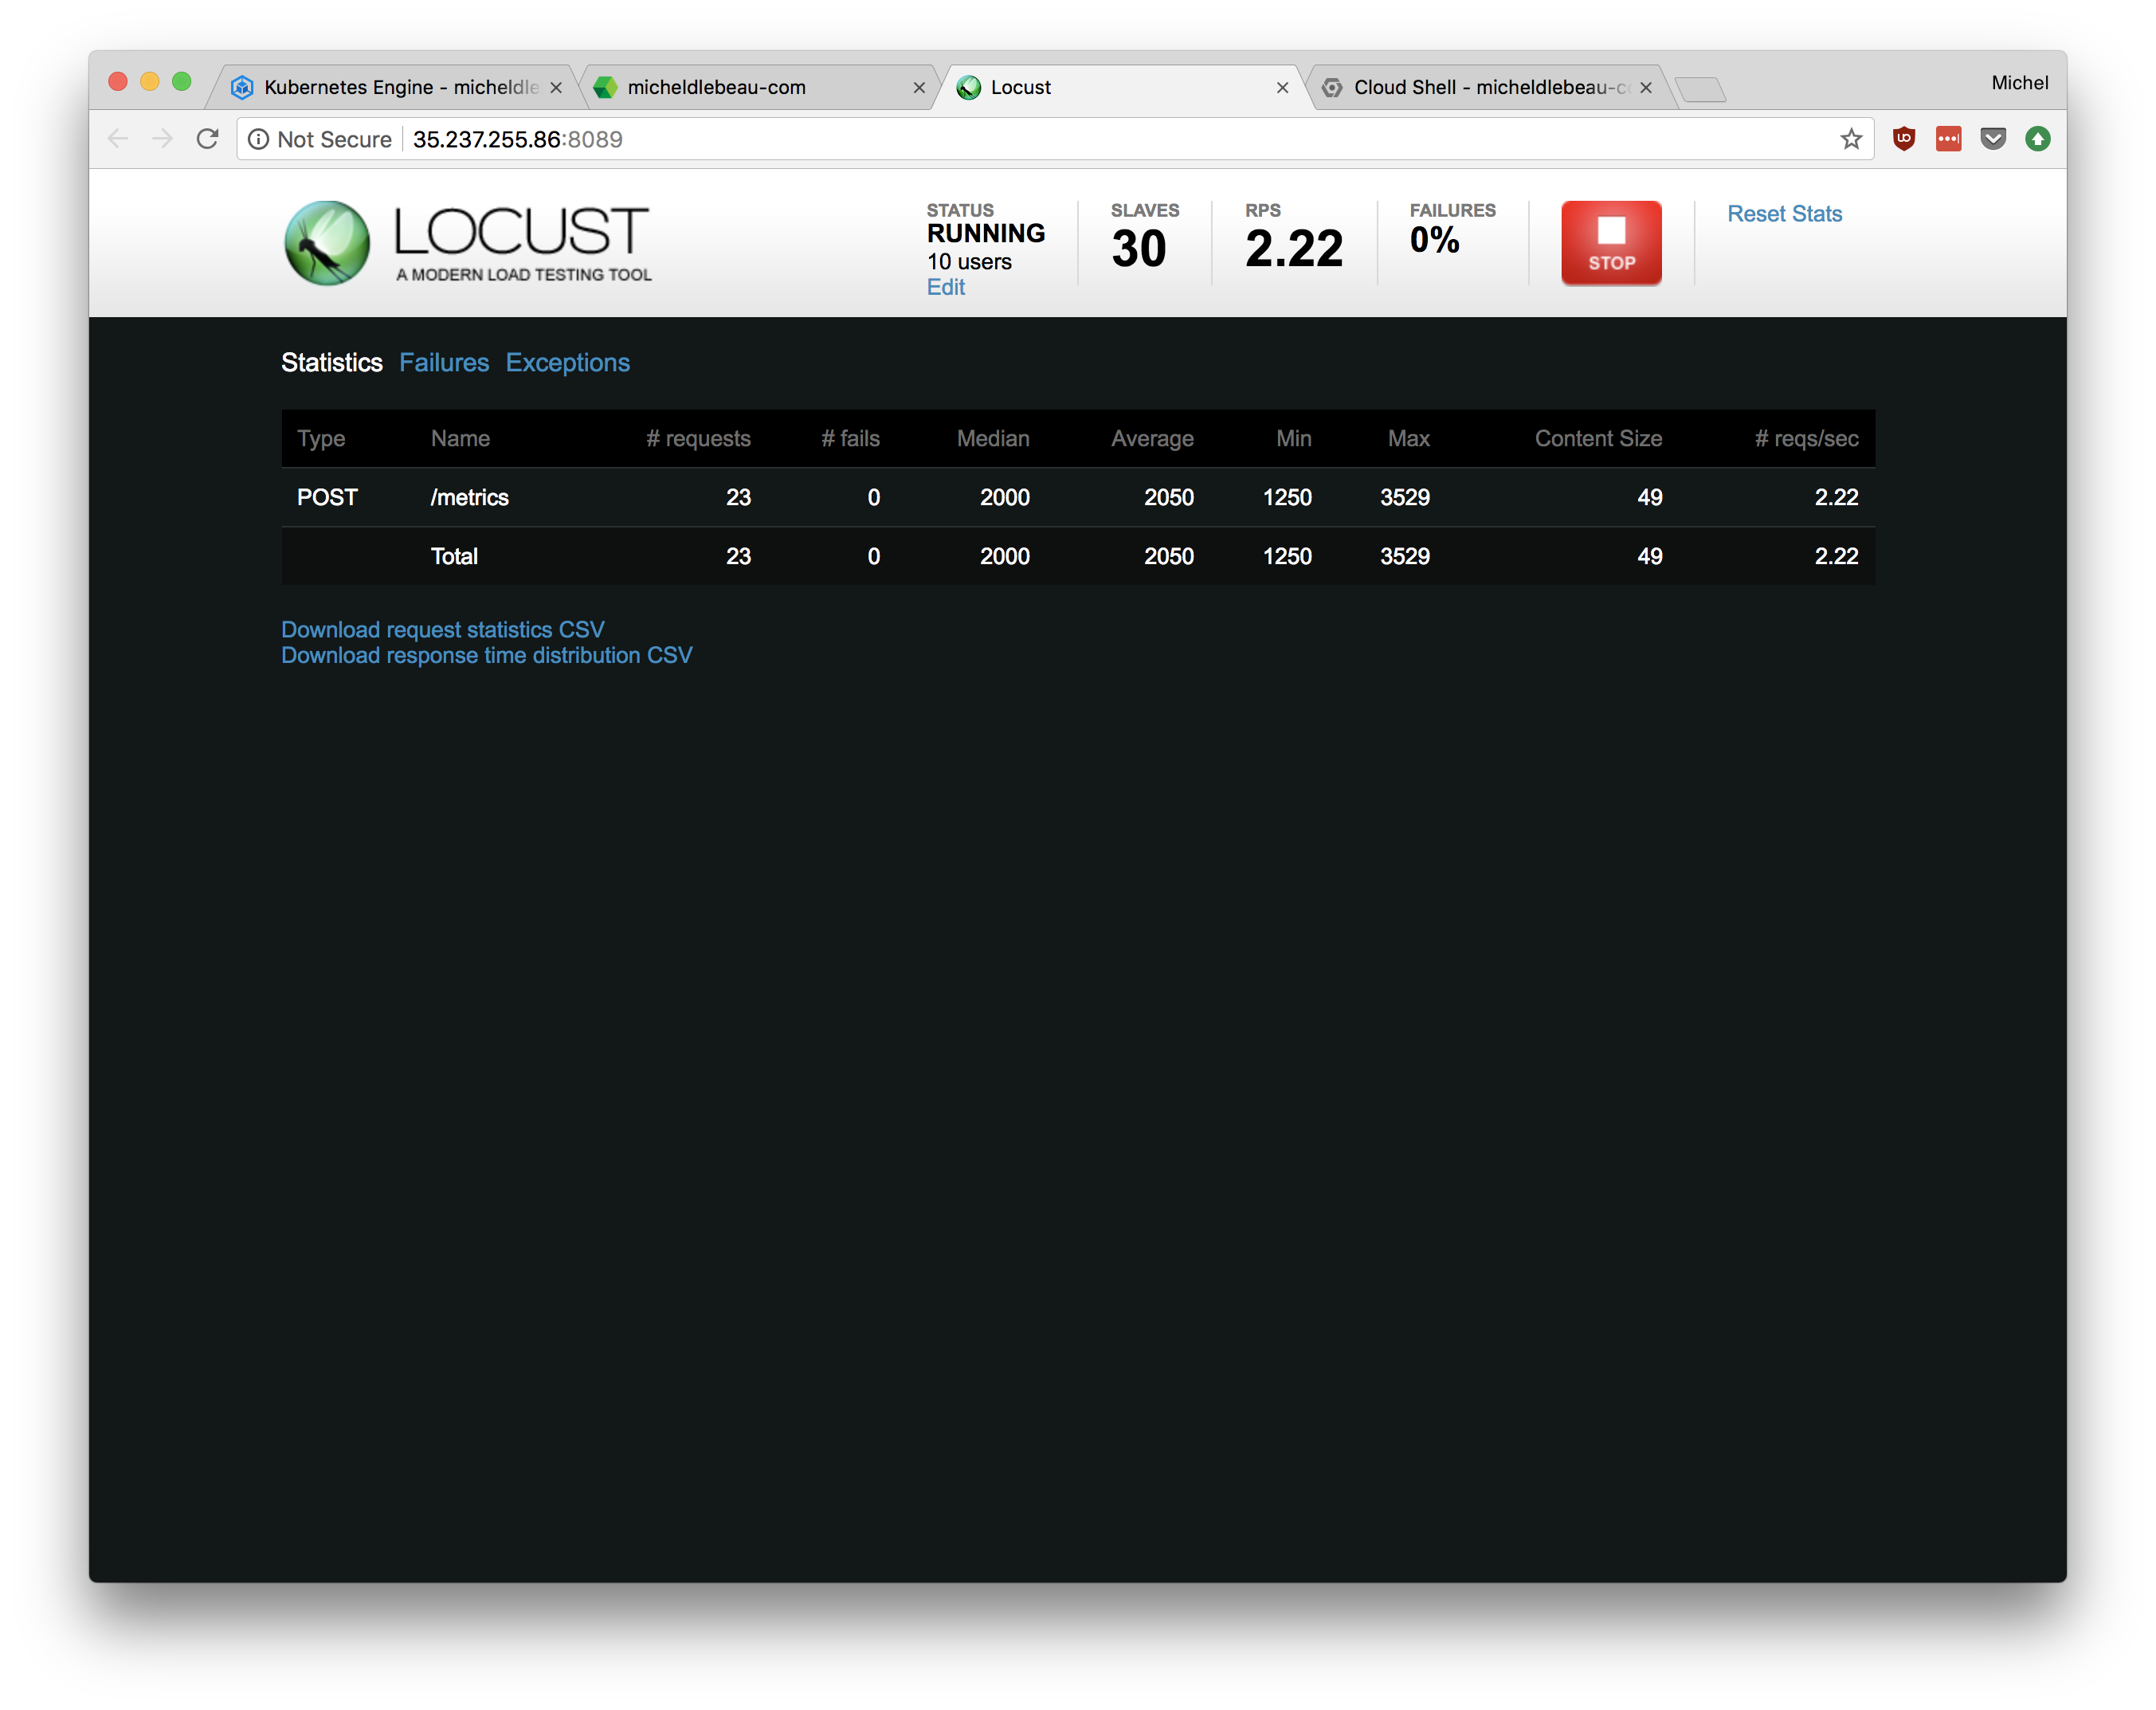 Kubernetes Engine - micheldle
micheldlebeau-com
Locust
Cloud Shell - micheldlebeau-c
Michel
Not Secure
35.237.255.86:8089
LOCUST
A MODERN LOAD TESTING TOOL
STATUS
RUNNING
10 users
Edit
SLAVES
30
RPS
2.22
FAILURES
0%
STOP
Reset Stats
Statistics Failures Exceptions
Type Name # requests # fails Median Average Min Max Content Size # reqs/sec
POST /metrics 23 0 2000 2050 1250 3529 49 2.22
Total 23 0 2000 2050 1250 3529 49 2.22
Download request statistics CSV
Download response time distribution CSV